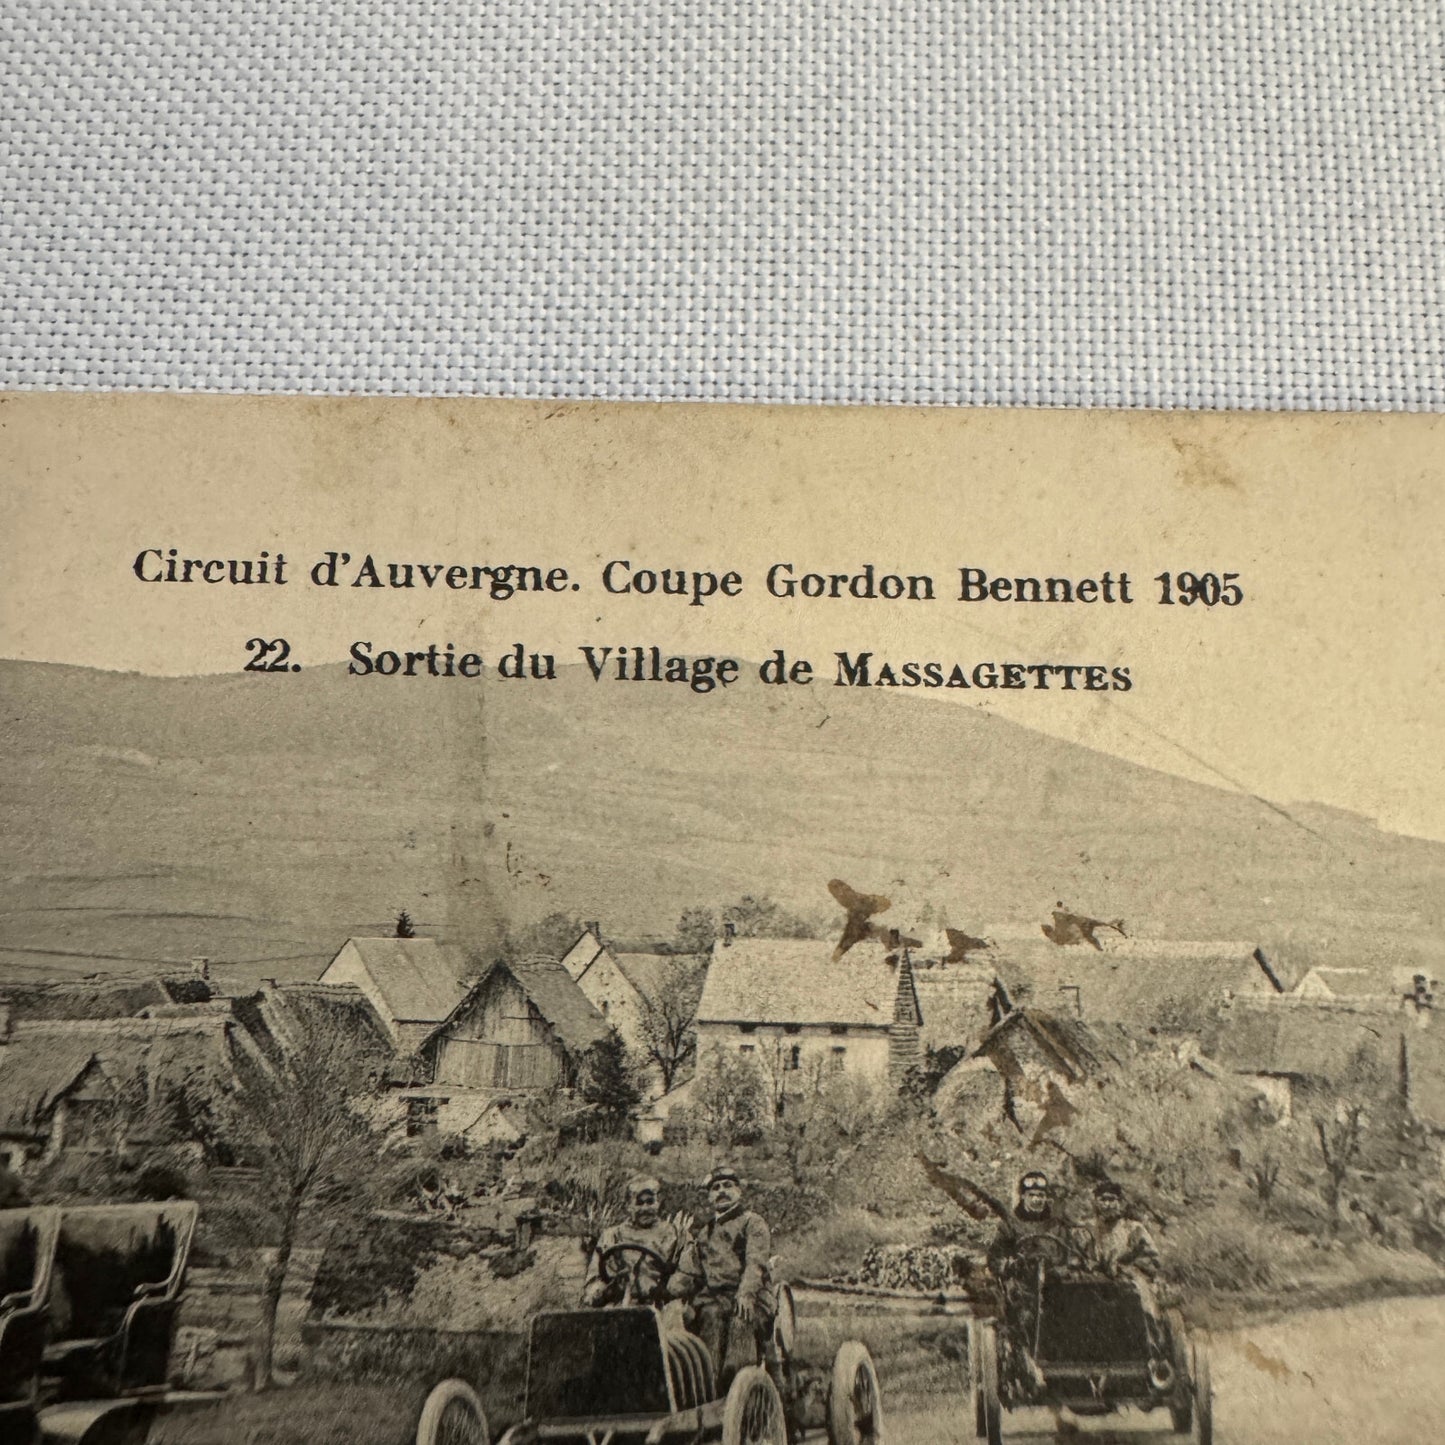 Circuit d'Auvergne. Coupe Gordon Bennett 1905
22. Sortie du Village de MASSAGETTES